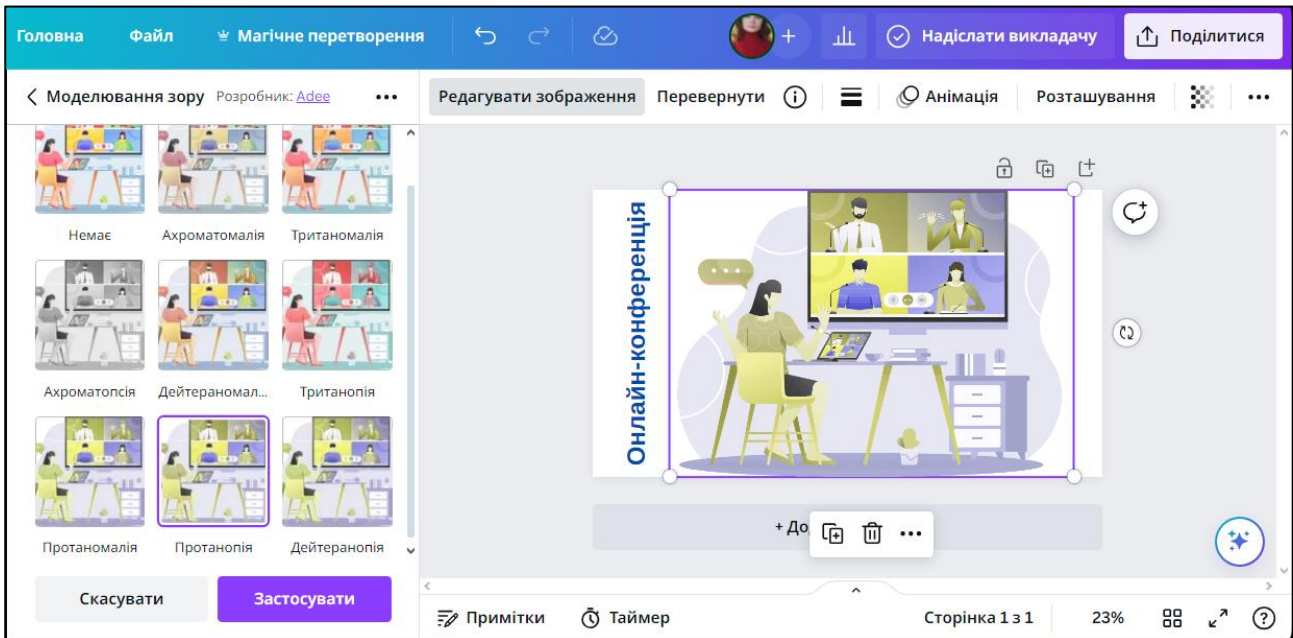 Головна Файл Магічне перетворення + Надіслати викладачу Поділитися
Моделювання зору Розробник: Adee •••
Редагувати зображення Перевернути Анімація Розташування •••
Немає Ахроматомалія Тританомалія
Ахроматопсія Дейтераномал... Тританопія
Протаномалія Протанопія Дейтеранопія
Скасувати Застосувати
Онлайн-конференція
+ До
Примітки Таймер Сторінка 1 з 1 23%